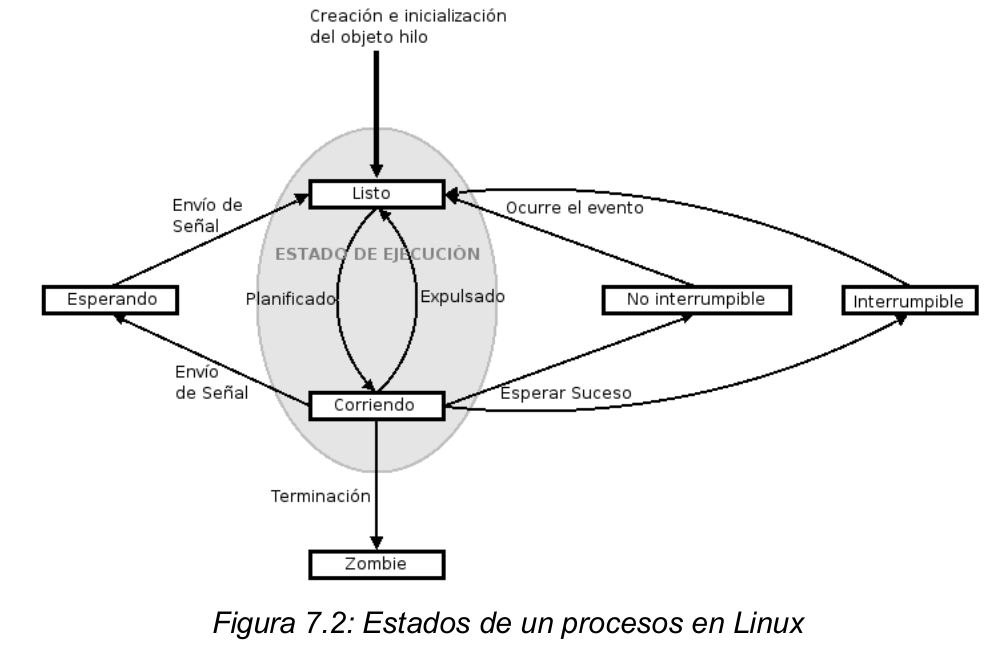 Creación e inicialización
del objeto hilo
Listo
Envío de
Señal
Ocurre el evento
ESTADO DE EJECUCIÓN
Esperando
Planificado
Expulsado
No interrumpible
Interrumpible
Envío
de Señal
Corriendo
Esperar Suceso
Terminación
Zombie
Figura 7.2: Estados de un procesos en Linux